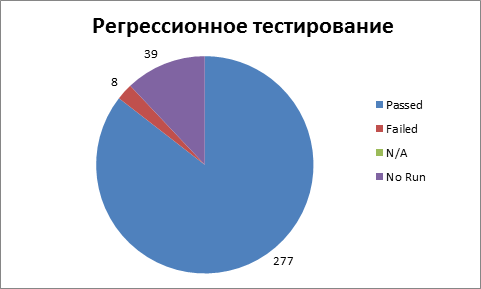 Регрессионное тестирование
39
8
277
Passed
Failed
N/A
No Run